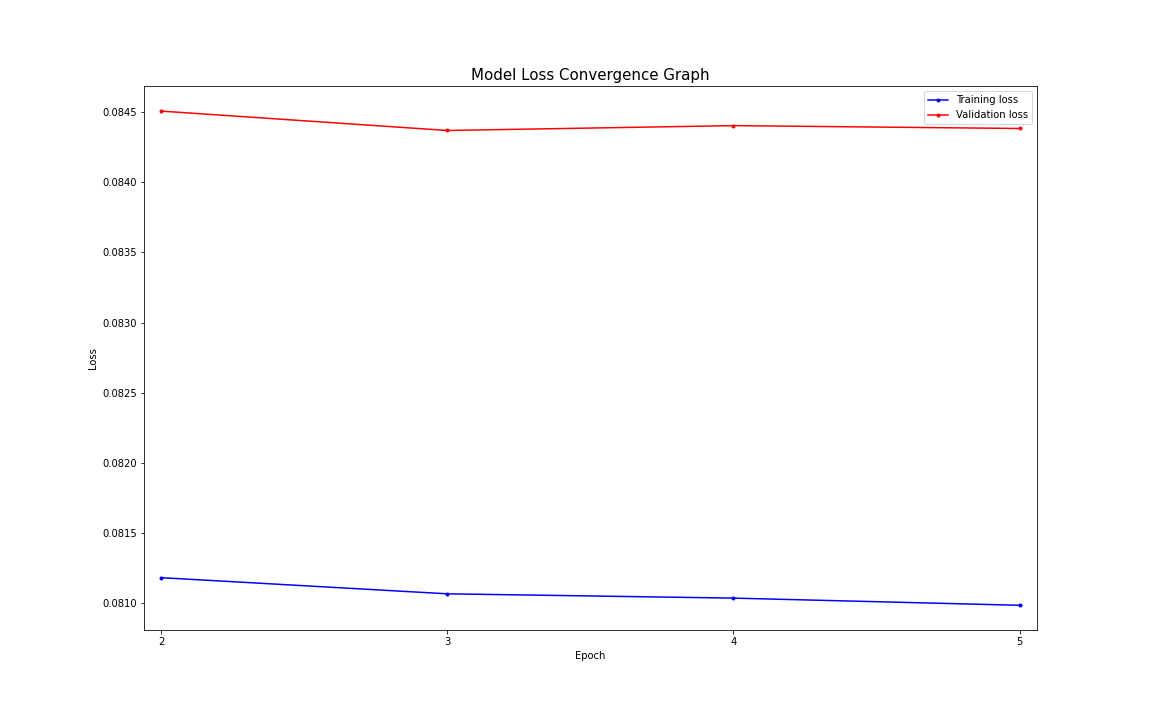 Model Loss Convergence Graph
Training loss
Validation loss
0.0845
0.0840
0.0835
0.0830
0.0825
0.0820
0.0815
0.0810
Loss
2 3 4 5
Epoch